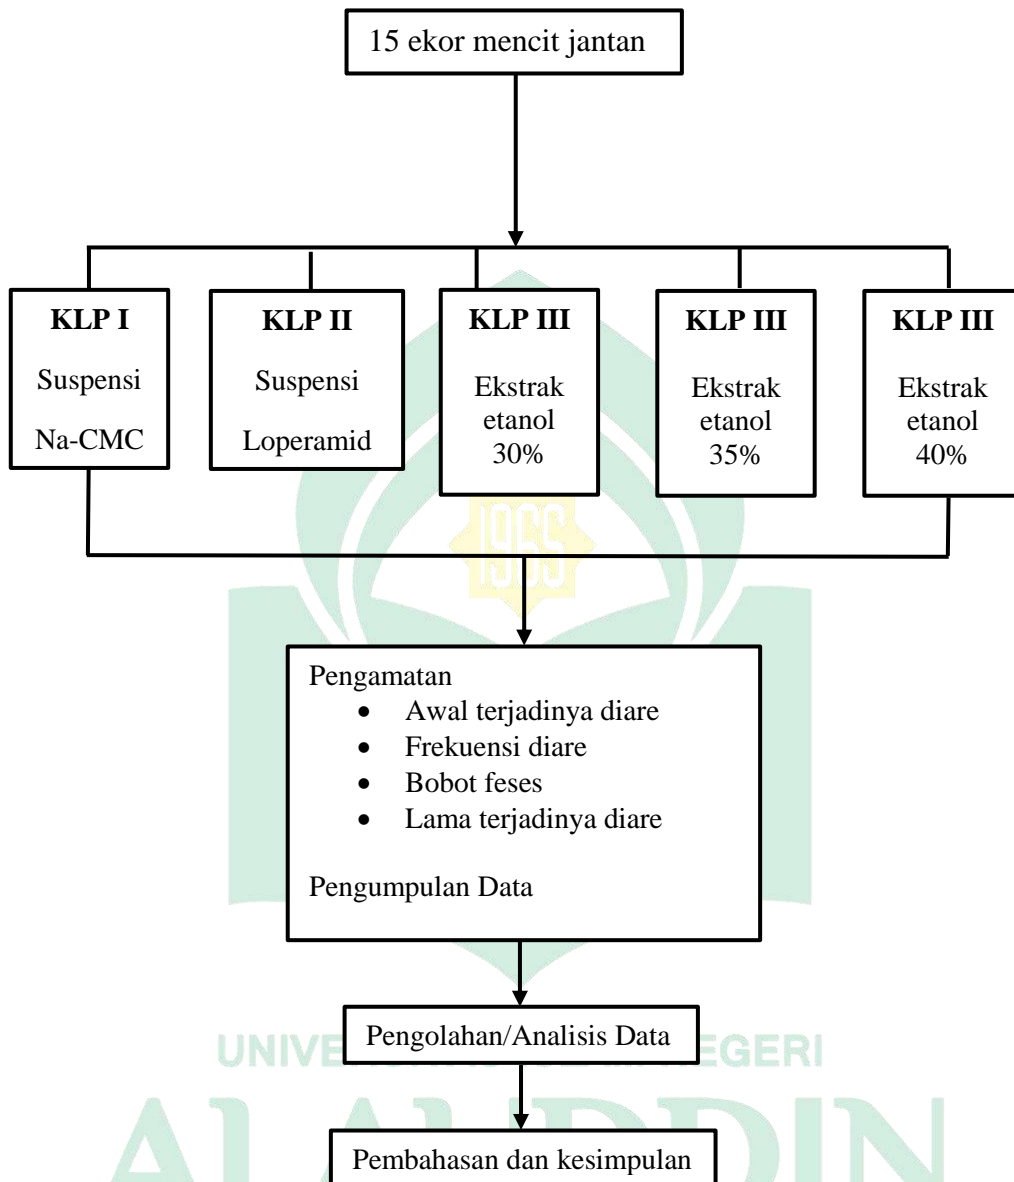 15 ekor mencit jantan
KLP I
Suspensi
Na-CMC
KLP II
Suspensi
Loperamid
KLP III
Ekstrak
etanol
30%
KLP III
Ekstrak
etanol
35%
KLP III
Ekstrak
etanol
40%
1965
Pengamatan
• Awal terjadinya diare
• Frekuensi diare
• Bobot feses
• Lama terjadinya diare
Pengumpulan Data
Pengolahan/Analisis Data
Pembahasan dan kesimpulan
ALAUDDIN